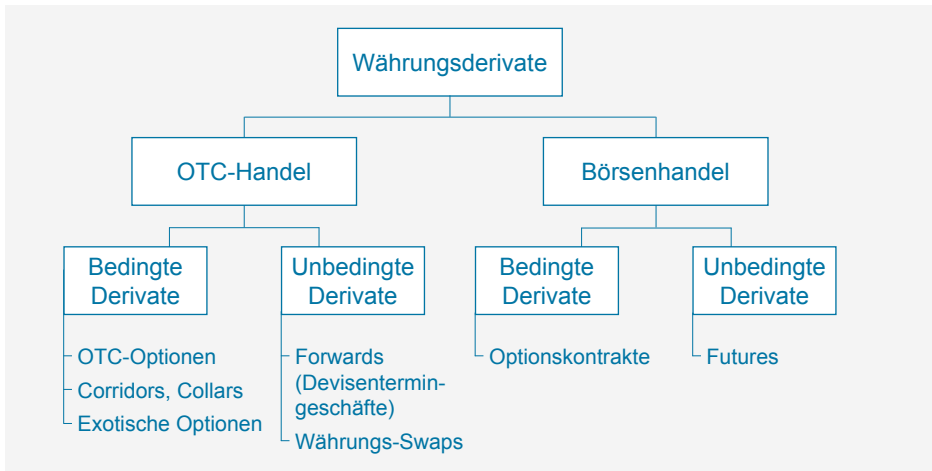 Währungsderivate
OTC-Handel
Börsenhandel
Bedingte
Derivate
Unbedingte
Derivate
Bedingte
Derivate
Unbedingte
Derivate
OTC-Optionen
Corridors, Collars
Exotische Optionen
Forwards
(Devisentermin-
geschäfte)
Währungs-Swaps
Optionskontrakte
Futures